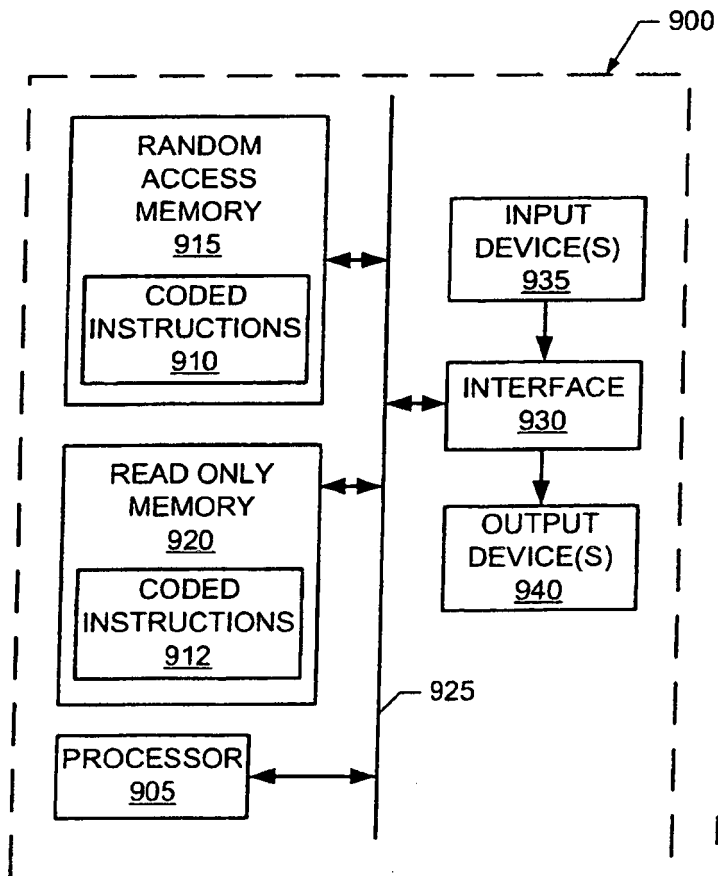 900
RANDOM
ACCESS
MEMORY
915
CODED
INSTRUCTIONS
910
READ ONLY
MEMORY
920
CODED
INSTRUCTIONS
912
PROCESSOR
905
INPUT
DEVICE(S)
935
INTERFACE
930
OUTPUT
DEVICE(S)
940
925